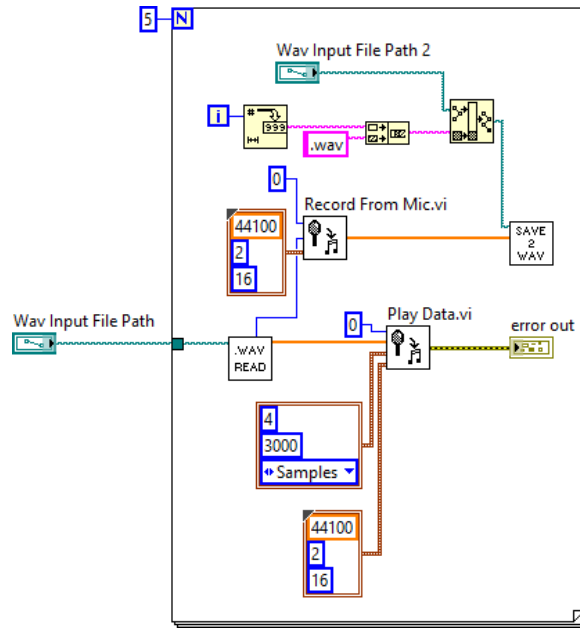 5
N
Wav Input File Path 2
i
#
999
.wav
0
Record From Mic.vi
44100
2
16
SAVE
2
WAV
Wav Input File Path
.WAV
READ
0
Play Data.vi
error out
4
3000
Samples
44100
2
16